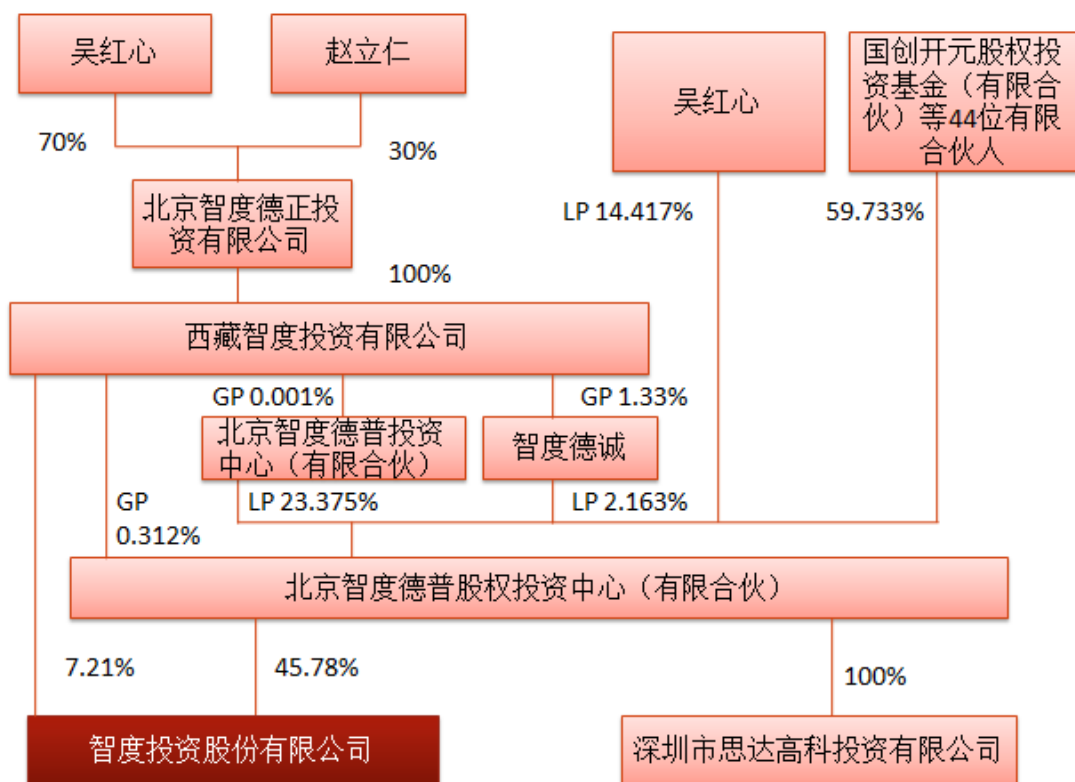 吴红心
赵立仁
吴红心
国创开元股权投
资基金（有限合
伙）等44位有限
合伙人
70%
30%
北京智度德正投
资有限公司
LP 14.417%
59.733%
100%
西藏智度投资有限公司
GP 0.001%
GP 1.33%
北京智度德普投资
中心（有限合伙）
智度德诚
GP
0.312%
LP 23.375%
LP 2.163%
北京智度德普股权投资中心（有限合伙）
7.21%
45.78%
100%
智度投资股份有限公司
深圳市思达高科投资有限公司